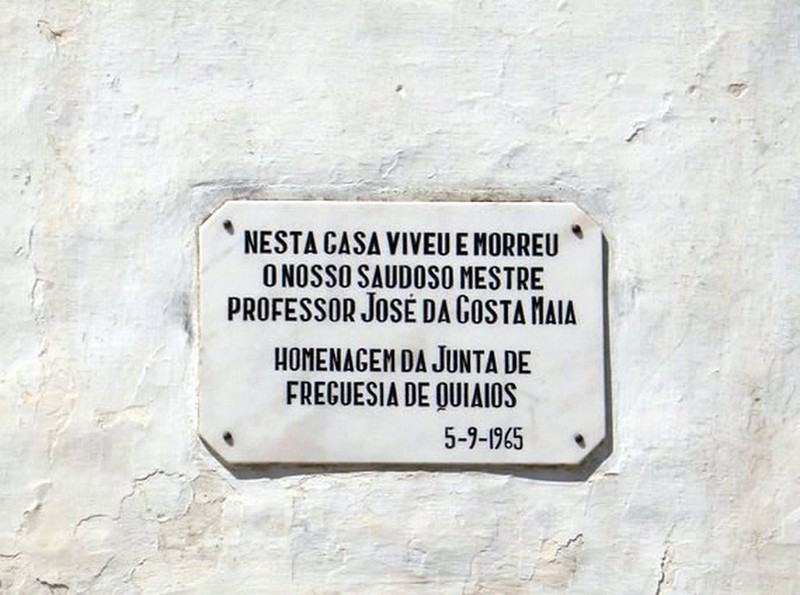 NESTA CASA VIVEU E MORREU
O NOSSO SAUDOSO MESTRE
PROFESSOR JOSÉ DA COSTA MAIA
HOMENAGEM DA JUNTA DE
FREGUESIA DE QUIAIOS
5-9-1965